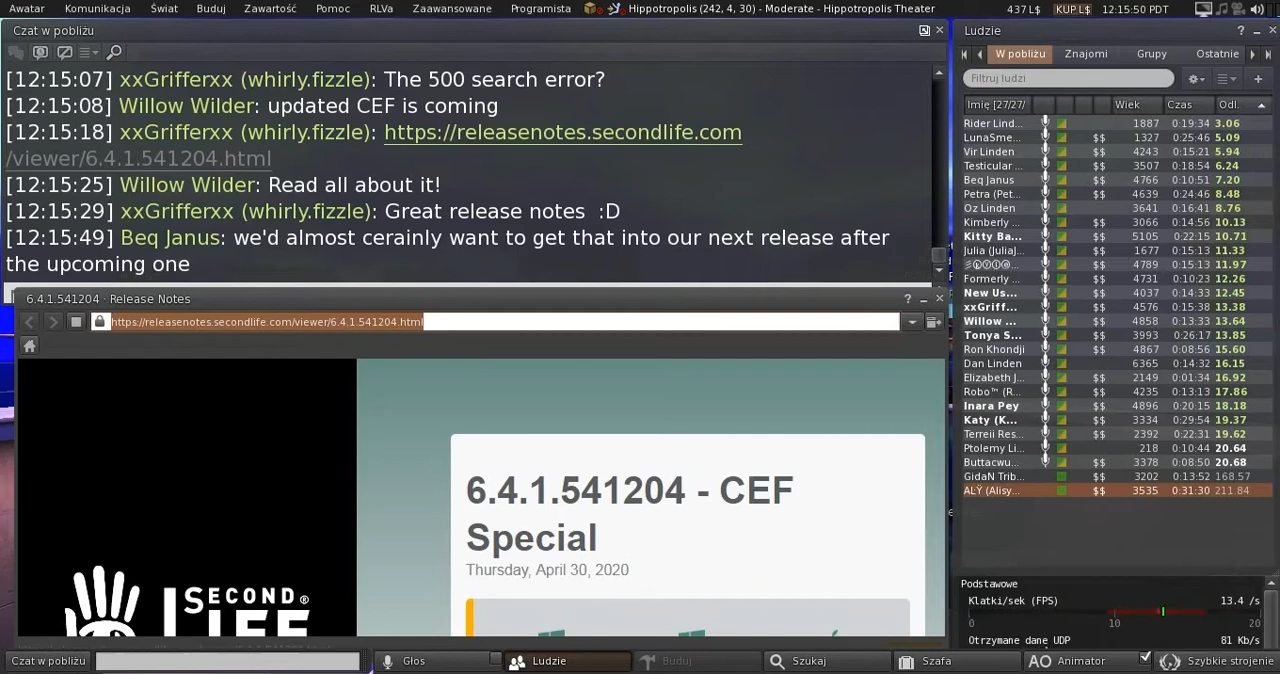 Awatar Komunikacja Świat Buduj Zawartość Pomoc RLVa Zaawansowane Programista Hippotropolis (242, 4, 30) - Moderate - Hippotropolis Theater 437 L$ KUP L$ 12:15:50 PDT
Czat w pobliżu
[12:15:07] xxGrifferxx (whirly.fizzle): The 500 search error?
[12:15:08] Willow Wilder: updated CEF is coming
[12:15:18] xxGrifferxx (whirly.fizzle): https://releasenotes.secondlife.com
/viewer/6.4.1.541204.html
[12:15:25] Willow Wilder: Read all about it!
[12:15:29] xxGrifferxx (whirly.fizzle): Great release notes :D
[12:15:49] Beq Janus: we'd almost cerainly want to get that into our next release after
the upcoming one
6.4.1.541204 - Release Notes
https://releasenotes.secondlife.com/viewer/6.4.1.541204.html
SECOND
LIFE
6.4.1.541204 - CEF
Special
Thursday, April 30, 2020
Ludzie
W pobliżu Znajomi Grupy Ostatnie
Filtruj ludzi
Imię [27/27/ Wiek Czas Odl.
Rider Lind... 1887 0:19:34 3.06
LunaSme... $$ 1327 0:25:46 5.09
Vir Linden $$ 4243 0:15:21 5.94
Testicular ... $$ 3507 0:18:54 6.24
Beq Janus $$ 4766 0:10:51 7.20
Petra (Pet... $$ 4639 0:24:46 8.48
Oz Linden 3641 0:16:41 8.76
Kimberly ... $$ 3066 0:14:56 10.13
Kitty Ba... $$ 5105 0:22:15 10.71
Julia (JuliaJ... $$ 1677 0:15:13 11.33
$$ 4789 0:15:13 11.97
Formerly ... $$ 4731 0:10:23 12.26
New Us... $$ 4037 0:14:33 12.45
xxGriff... $$ 4576 0:15:38 13.38
Willow ... $$ 4858 0:13:33 13.64
Tonya S... $$ 3993 0:26:17 13.85
Ron Khondji $$ 4867 0:08:56 15.60
Dan Linden 6365 0:14:32 16.15
Elizabeth J... $$ 2149 0:01:34 16.92
Robo™ (R... $$ 4235 0:13:13 17.86
Inara Pey $$ 4896 0:20:15 18.18
Katy (K... $$ 3334 0:29:54 19.37
Terreii Res... $$ 2392 0:22:31 19.62
Ptolemy Li... 218 0:10:44 20.64
Buttacwu... $$ 3378 0:08:50 20.68
GidaN Trib... $$ 3202 0:13:52 168.57
ALŸ (Alisy... $$ 3535 0:31:30 211.84
Podstawowe
Klatki/sek (FPS) 13.4 /s
0 10 20
Otrzymane dane UDP 81 Kb/s
Czat w pobliżu Głos Ludzie Buduj Szukaj Szafa AO Animator Szybkie strojenie